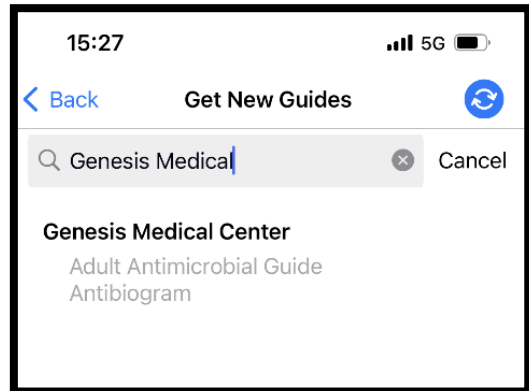 15:27 5G
Back Get New Guides
Genesis Medical Cancel
Genesis Medical Center
Adult Antimicrobial Guide
Antibiogram